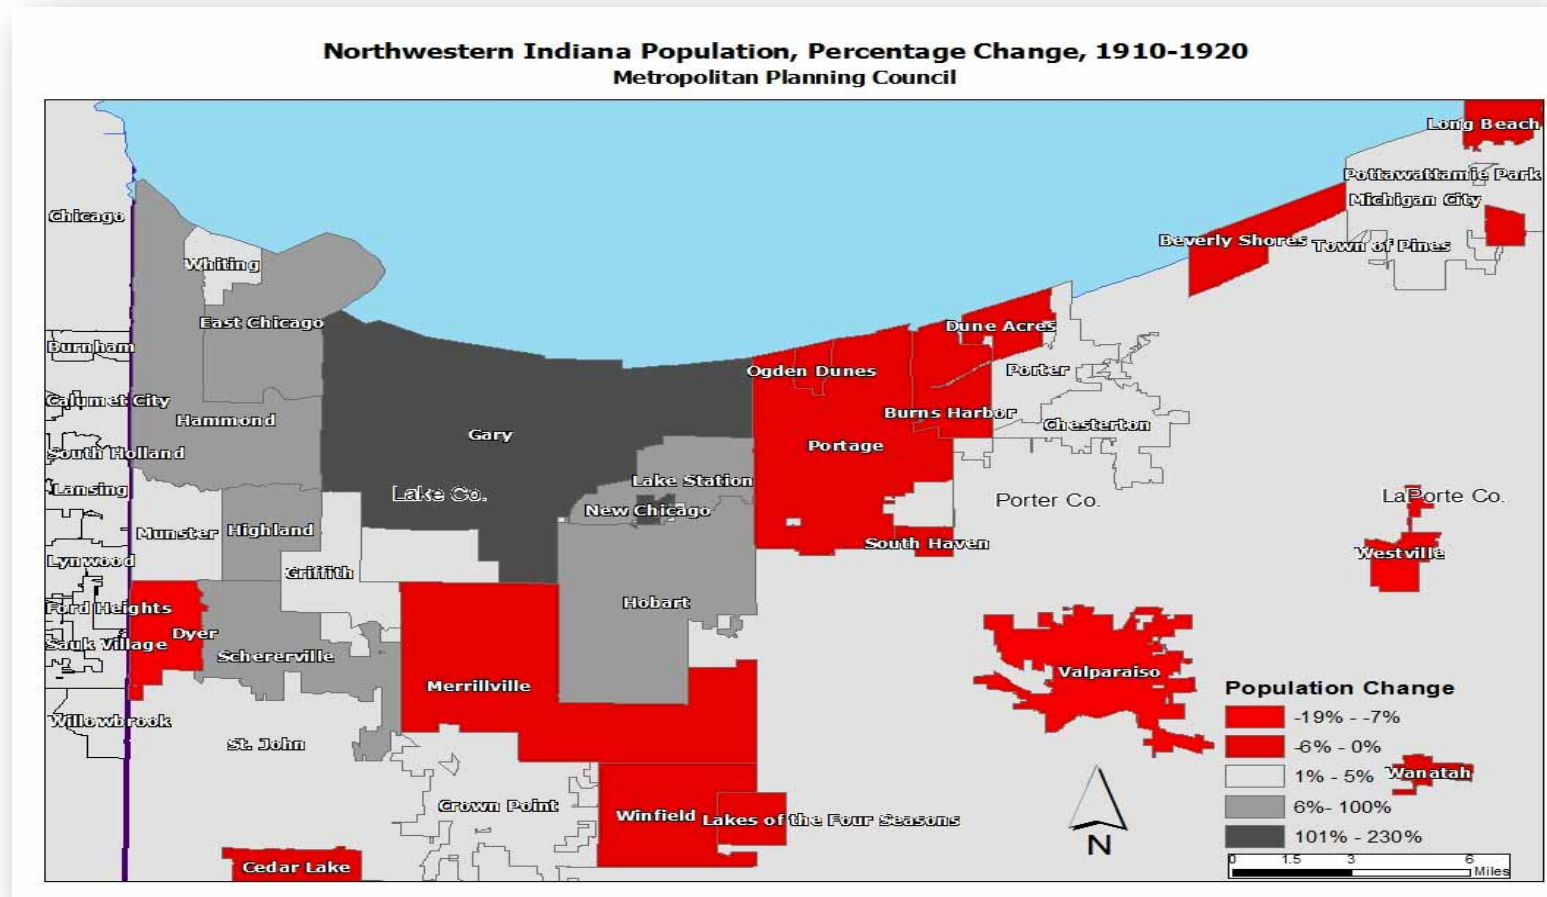 Northwestern Indiana Population, Percentage Change, 1910-1920
Metropolitan Planning Council
Long Beach
Pottawattamie Park
Michigan City
Chicago
Beverly Shores
Town of Pines
Whiting
East Chicago
Dune Acres
Burnham
Ogden Dunes
Porter
Calumet City
Hammond
Burns Harbor
Chesterton
Gary
Portage
South Holland
Lake Station
Lansing
Lake Co.
Porter Co.
LaPorte Co.
New Chicago
Munster
Highland
South Haven
Westville
Lynwood
Griffith
Ford Heights
Hobart
Dyer
Sauk Village
Schererville
Valparaiso
Merrillville
Population Change
Willowbrook
-19% - -7%
St. John
-6% - 0%
1% - 5%
Wanatah
Crown Point
6%- 100%
Winfield
Lakes of the Four Seasons
101% - 230%
N
Cedar Lake
0 1.5 3 6
Miles